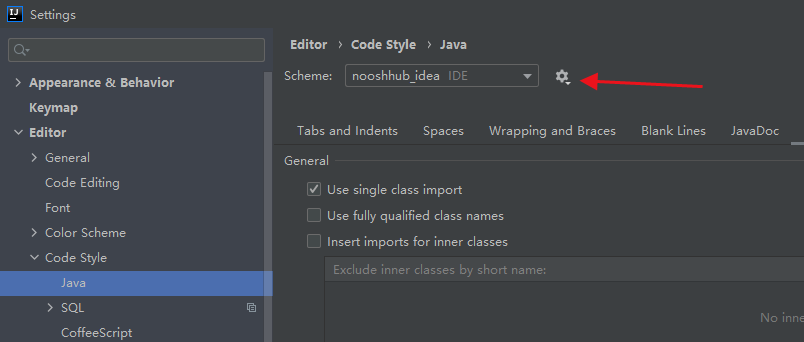 IJ
Settings
Appearance & Behavior
Keymap
Editor
General
Code Editing
Font
Color Scheme
Code Style
Java
SQL
CoffeeScript
Editor › Code Style › Java
Scheme: nooshhub_idea IDE
Tabs and Indents Spaces Wrapping and Braces Blank Lines JavaDoc
General
Use single class import
Use fully qualified class names
Insert imports for inner classes
Exclude inner classes by short name:
No inne